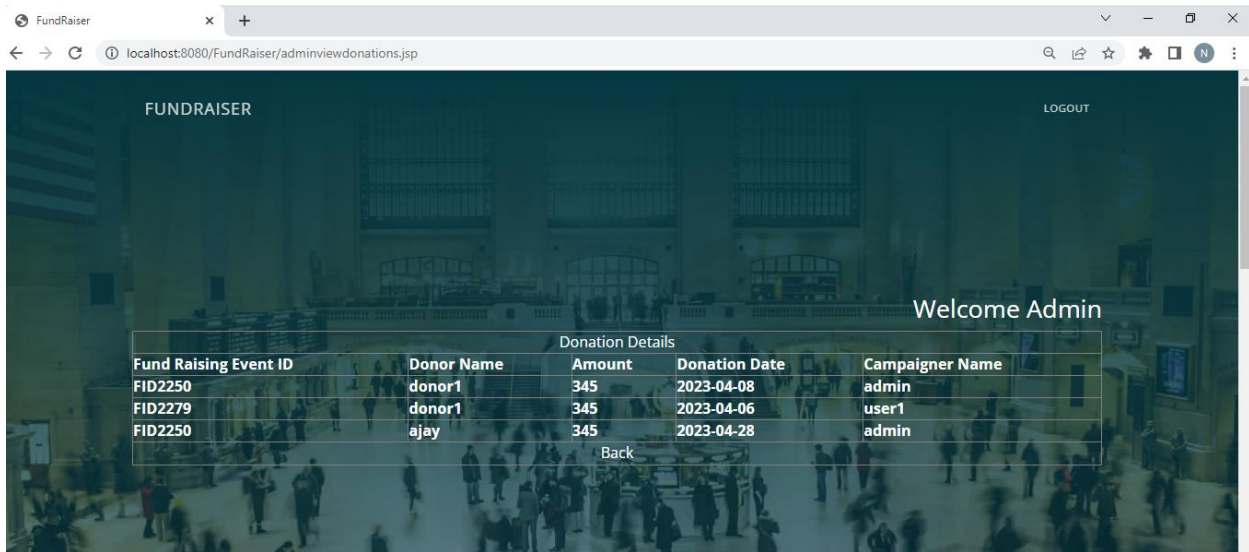 FundRaiser
localhost:8080/FundRaiser/adminviewdonations.jsp
N
FUNDRAISER
LOGOUT
Welcome Admin
Donation Details
Fund Raising Event ID Donor Name Amount Donation Date Campaigner Name
FID2250 donor1 345 2023-04-08 admin
FID2279 donor1 345 2023-04-06 user1
FID2250 ajay 345 2023-04-28 admin
Back